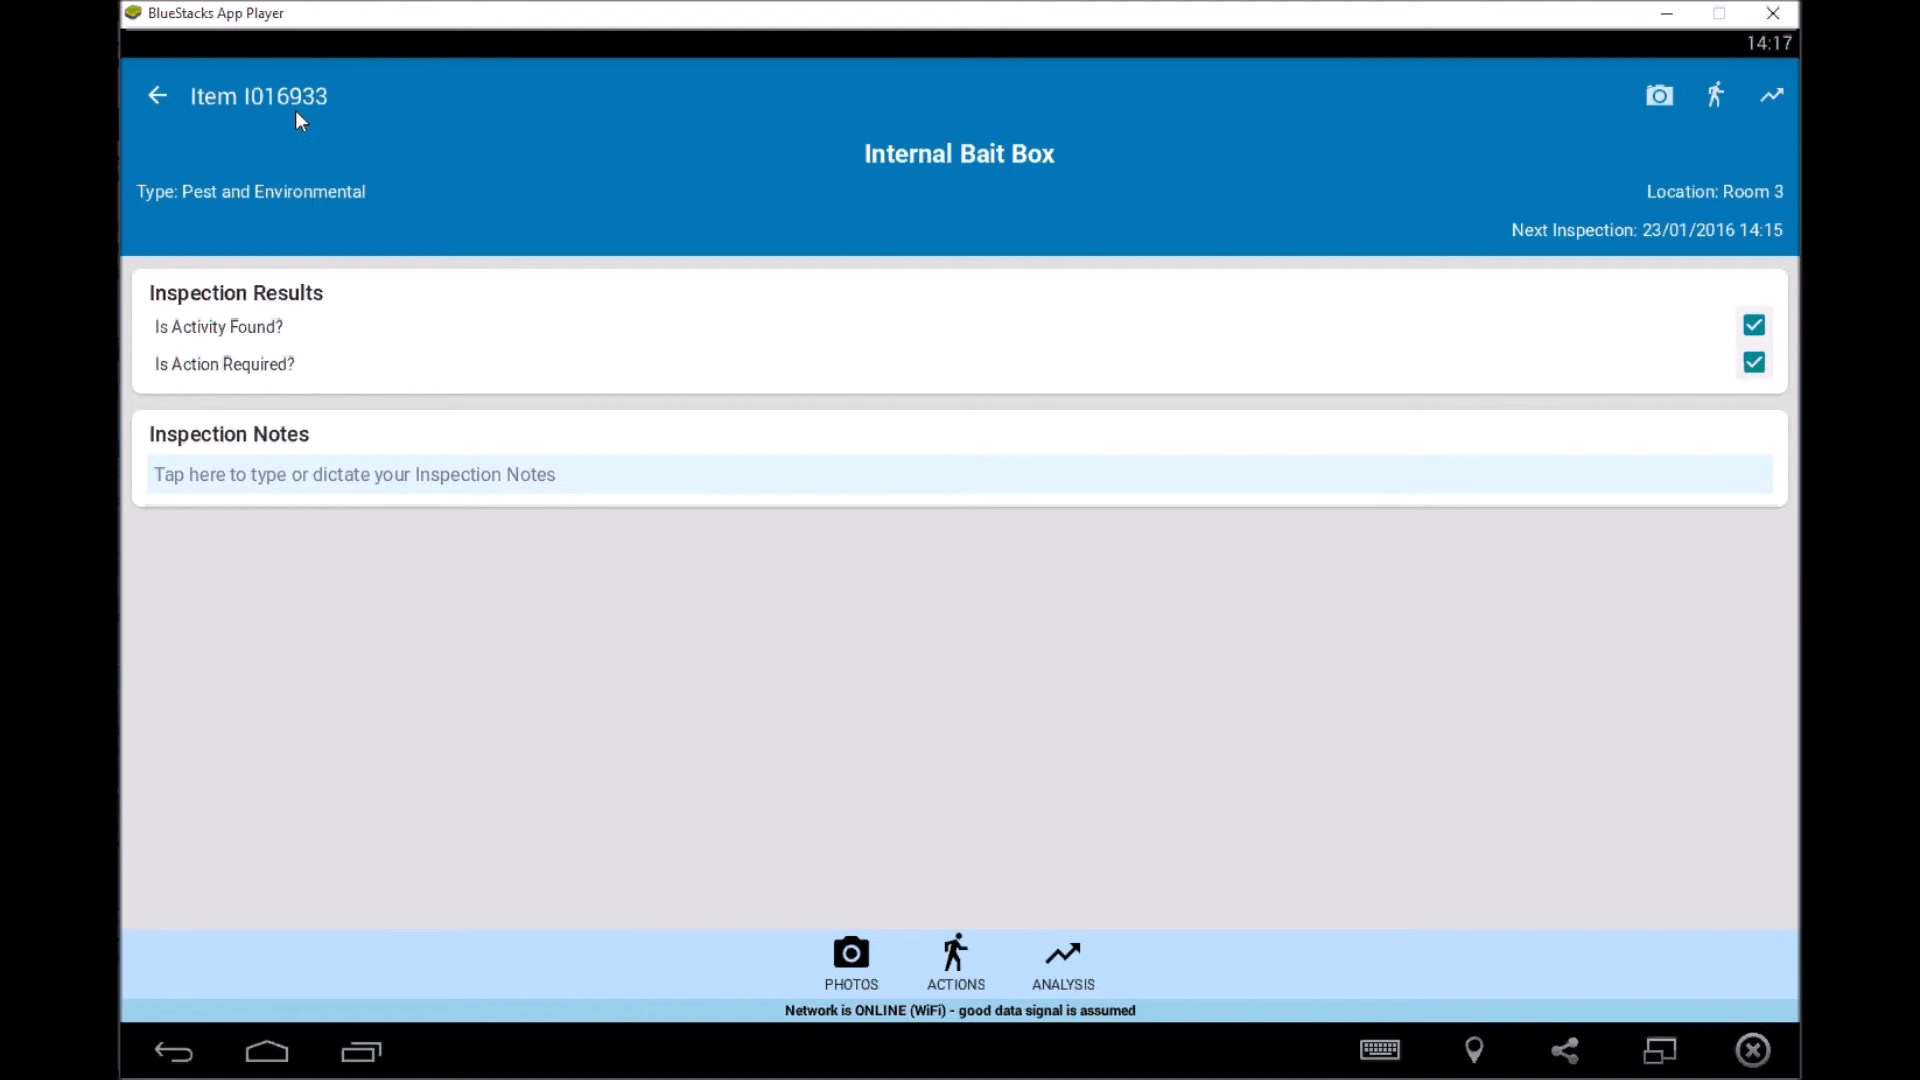 BlueStacks App Player
14:17
Item I016933
Internal Bait Box
Type: Pest and Environmental
Location: Room 3
Next Inspection: 23/01/2016 14:15
Inspection Results
Is Activity Found?
Is Action Required?
Inspection Notes
Tap here to type or dictate your Inspection Notes
PHOTOS
ACTIONS
ANALYSIS
Network is ONLINE (WiFi) - good data signal is assumed